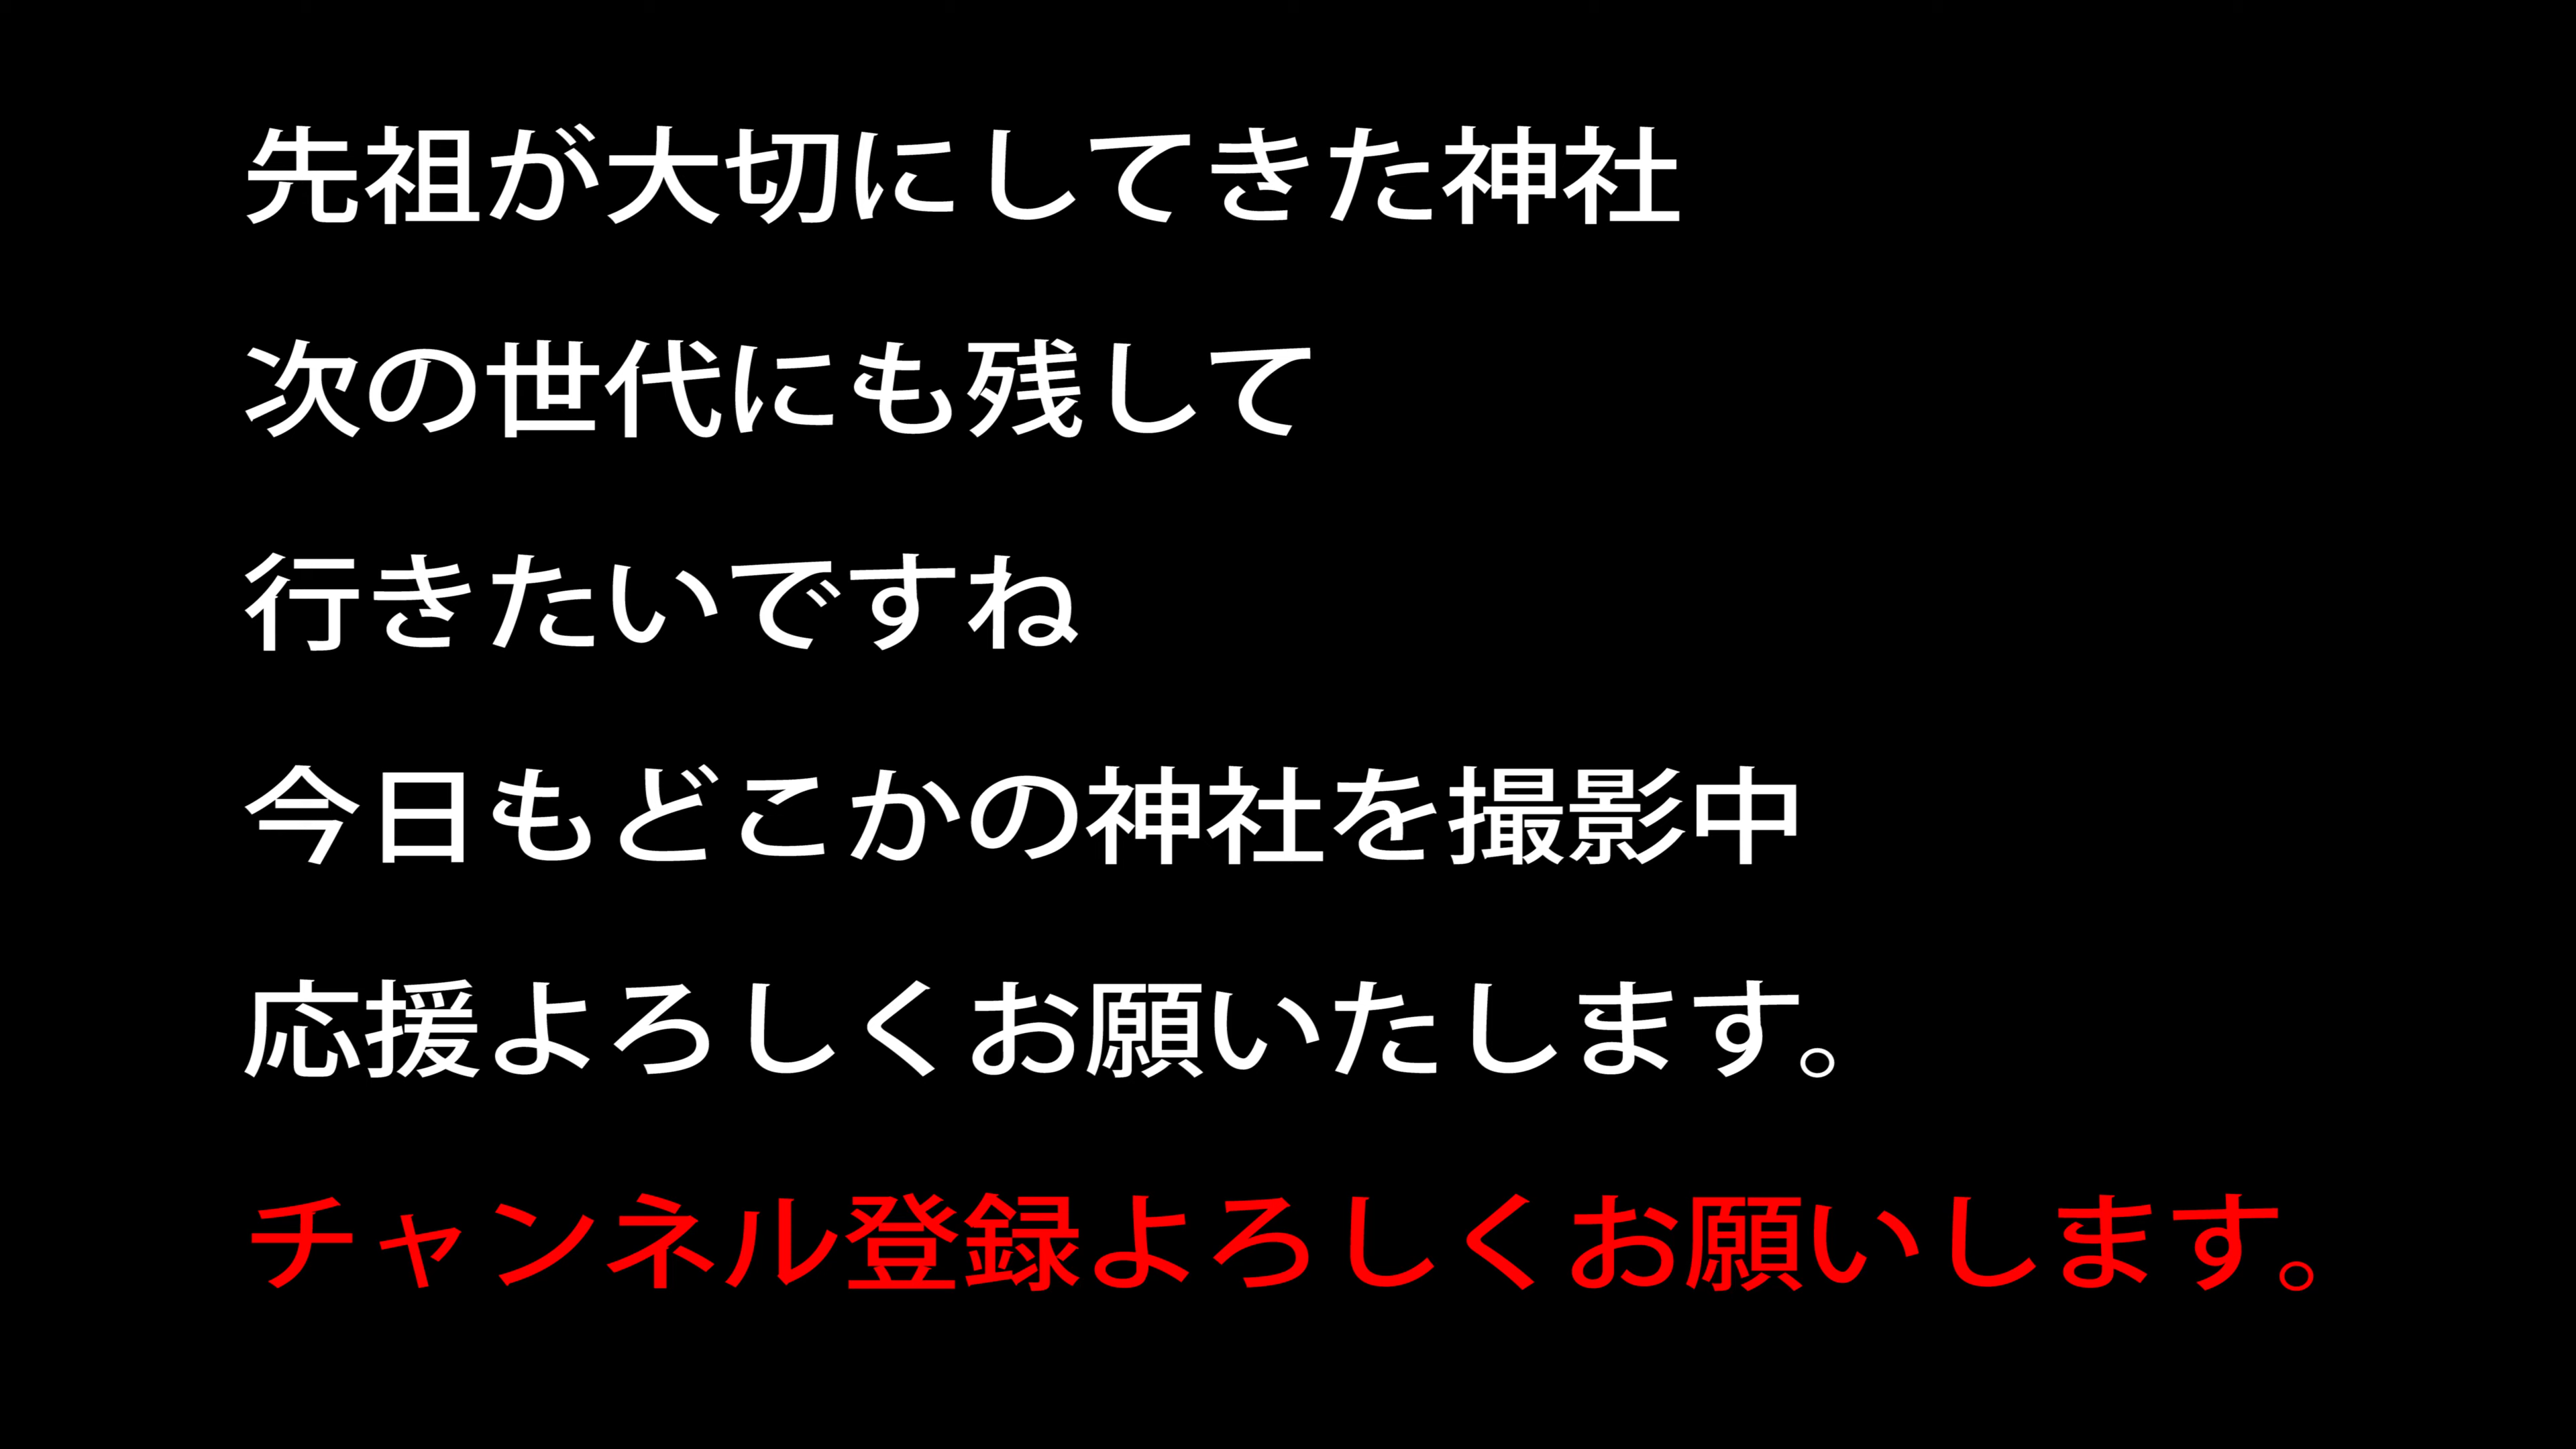 先祖が大切にしてきた神社
次の世代にも残して
行きたいですね
今日もどこかの神社を撮影中
応援よろしくお願いたします。
チャンネル登録よろしくお願いします。